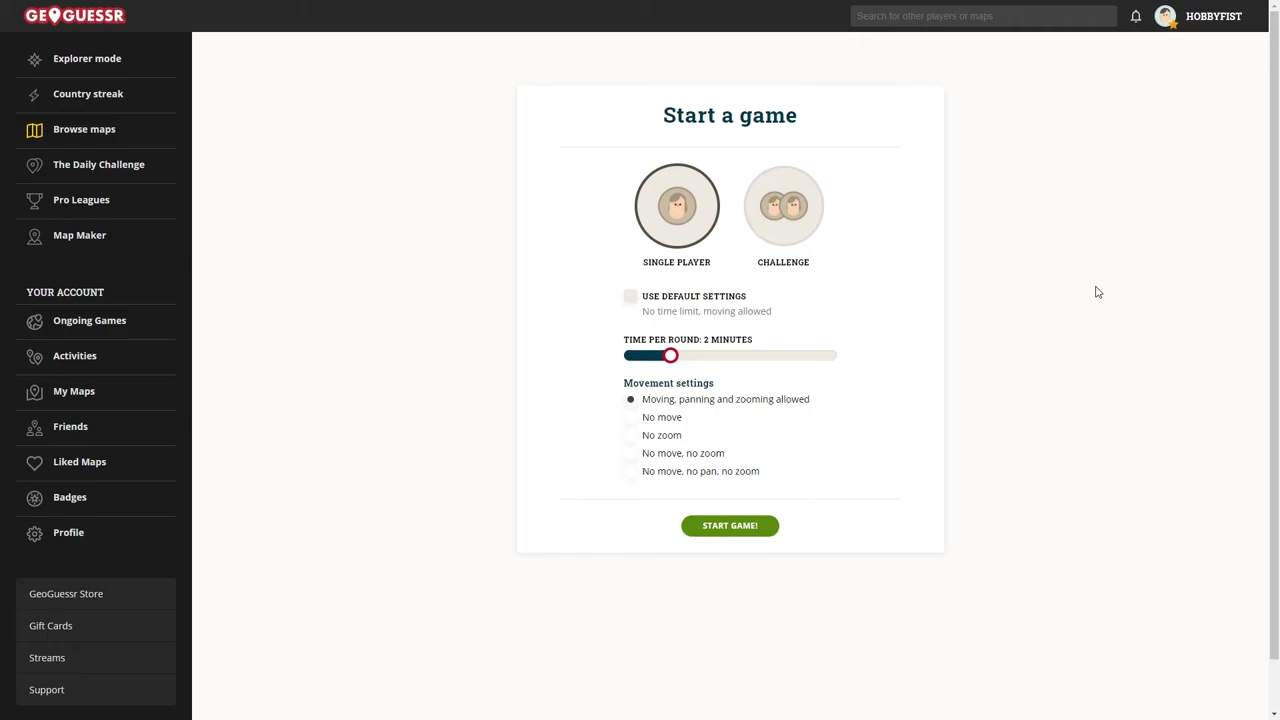 GEOGUESSR
Search for other players or maps
HOBBYFIST
Explorer mode
Country streak
Browse maps
The Daily Challenge
Pro Leagues
Map Maker
YOUR ACCOUNT
Ongoing Games
Activities
My Maps
Friends
Liked Maps
Badges
Profile
GeoGuessr Store
Gift Cards
Streams
Support
Start a game
SINGLE PLAYER
CHALLENGE
USE DEFAULT SETTINGS
No time limit, moving allowed
TIME PER ROUND: 2 MINUTES
Movement settings
Moving, panning and zooming allowed
No move
No zoom
No move, no zoom
No move, no pan, no zoom
START GAME!